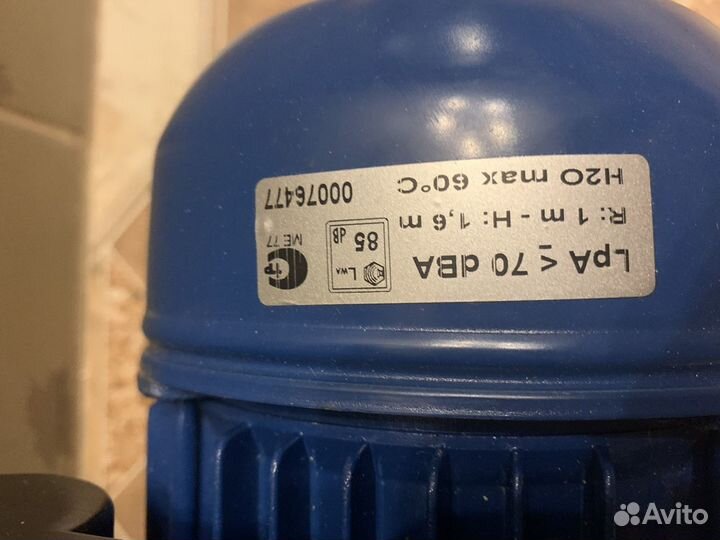 LpA ≤ 70 dBA
R: 1 m - H: 1,6 m
H2O max 60°C
LWA
85
dB
ME 77
00076477
Avito